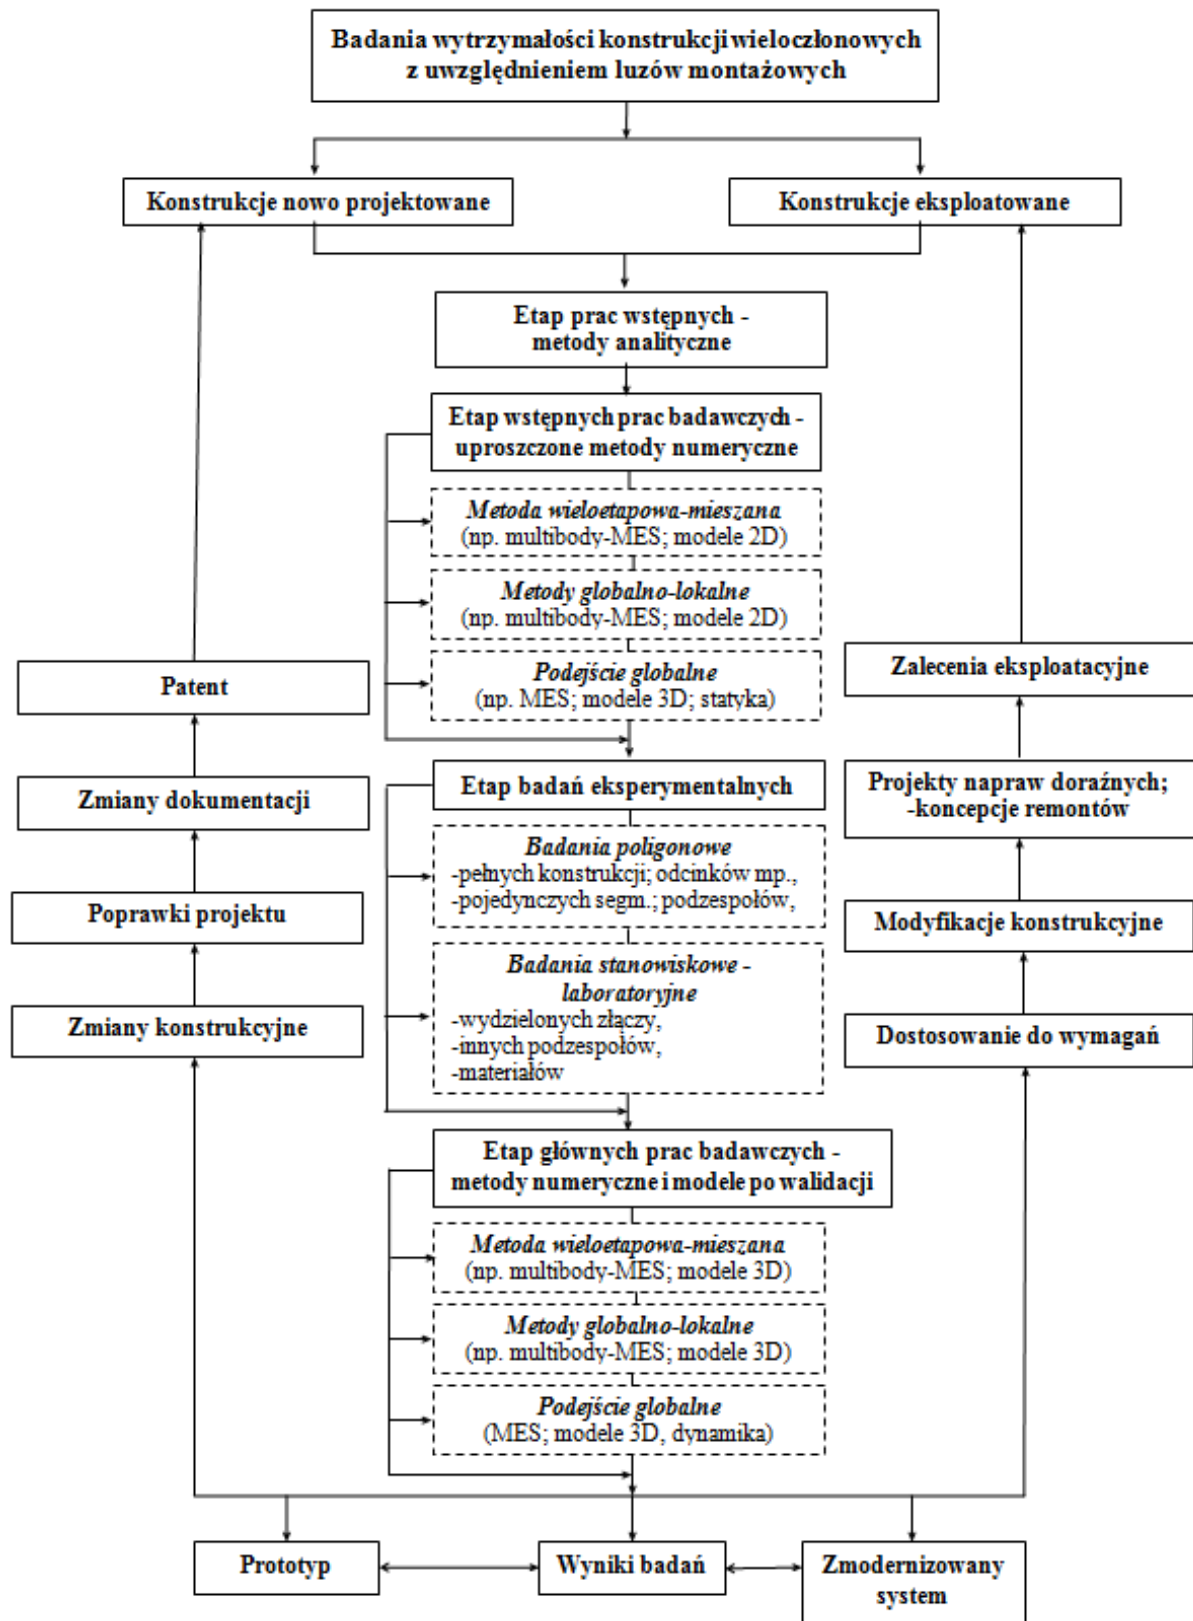 Badania wytrzymałości konstrukcji wieloczłonowych
z uwzględnieniem luzów montażowych
Konstrukcje nowo projektowane
Konstrukcje eksploatowane
Etap prac wstępnych -
metody analityczne
Etap wstępnych prac badawczych -
uproszczone metody numeryczne
Metoda wieloetapowa-mieszana
(np. multibody-MES; modele 2D)
Metody globalno-lokalne
(np. multibody-MES; modele 2D)
Podejście globalne
(np. MES; modele 3D; statyka)
Patent
Zmiany dokumentacji
Poprawki projektu
Zmiany konstrukcyjne
Zalecenia eksploatacyjne
Projekty napraw doraźnych;
-koncepcje remontów
Modyfikacje konstrukcyjne
Dostosowanie do wymagań
Etap badań eksperymentalnych
Badania poligonowe
-pełnych konstrukcji; odcinków mp.,
-pojedynczych segm.; podzespołów,
Badania stanowiskowe -
laboratoryjne
-wydzielonych złączy,
-innych podzespołów,
-materiałów
Etap głównych prac badawczych -
metody numeryczne i modele po walidacji
Metoda wieloetapowa-mieszana
(np. multibody-MES; modele 3D)
Metody globalno-lokalne
(np. multibody-MES; modele 3D)
Podejście globalne
(MES; modele 3D, dynamika)
Prototyp
Wyniki badań
Zmodernizowany
system